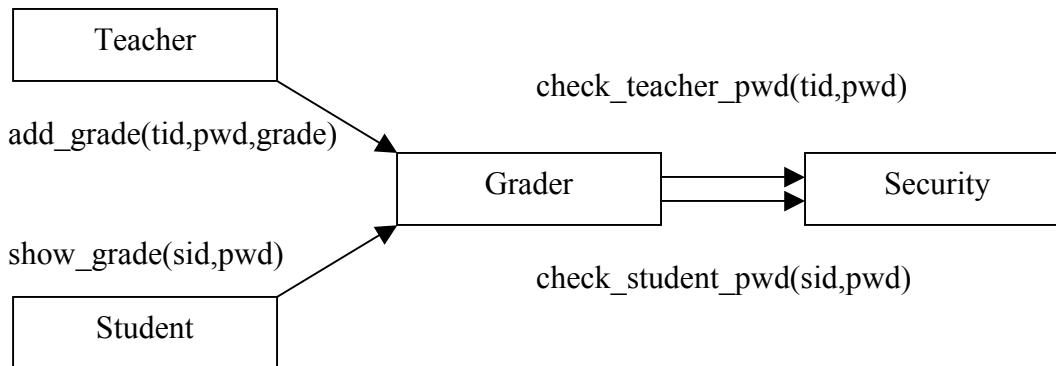 Teacher
check_teacher_pwd(tid,pwd)
add_grade(tid,pwd,grade)
Grader
Security
show_grade(sid,pwd)
check_student_pwd(sid,pwd)
Student